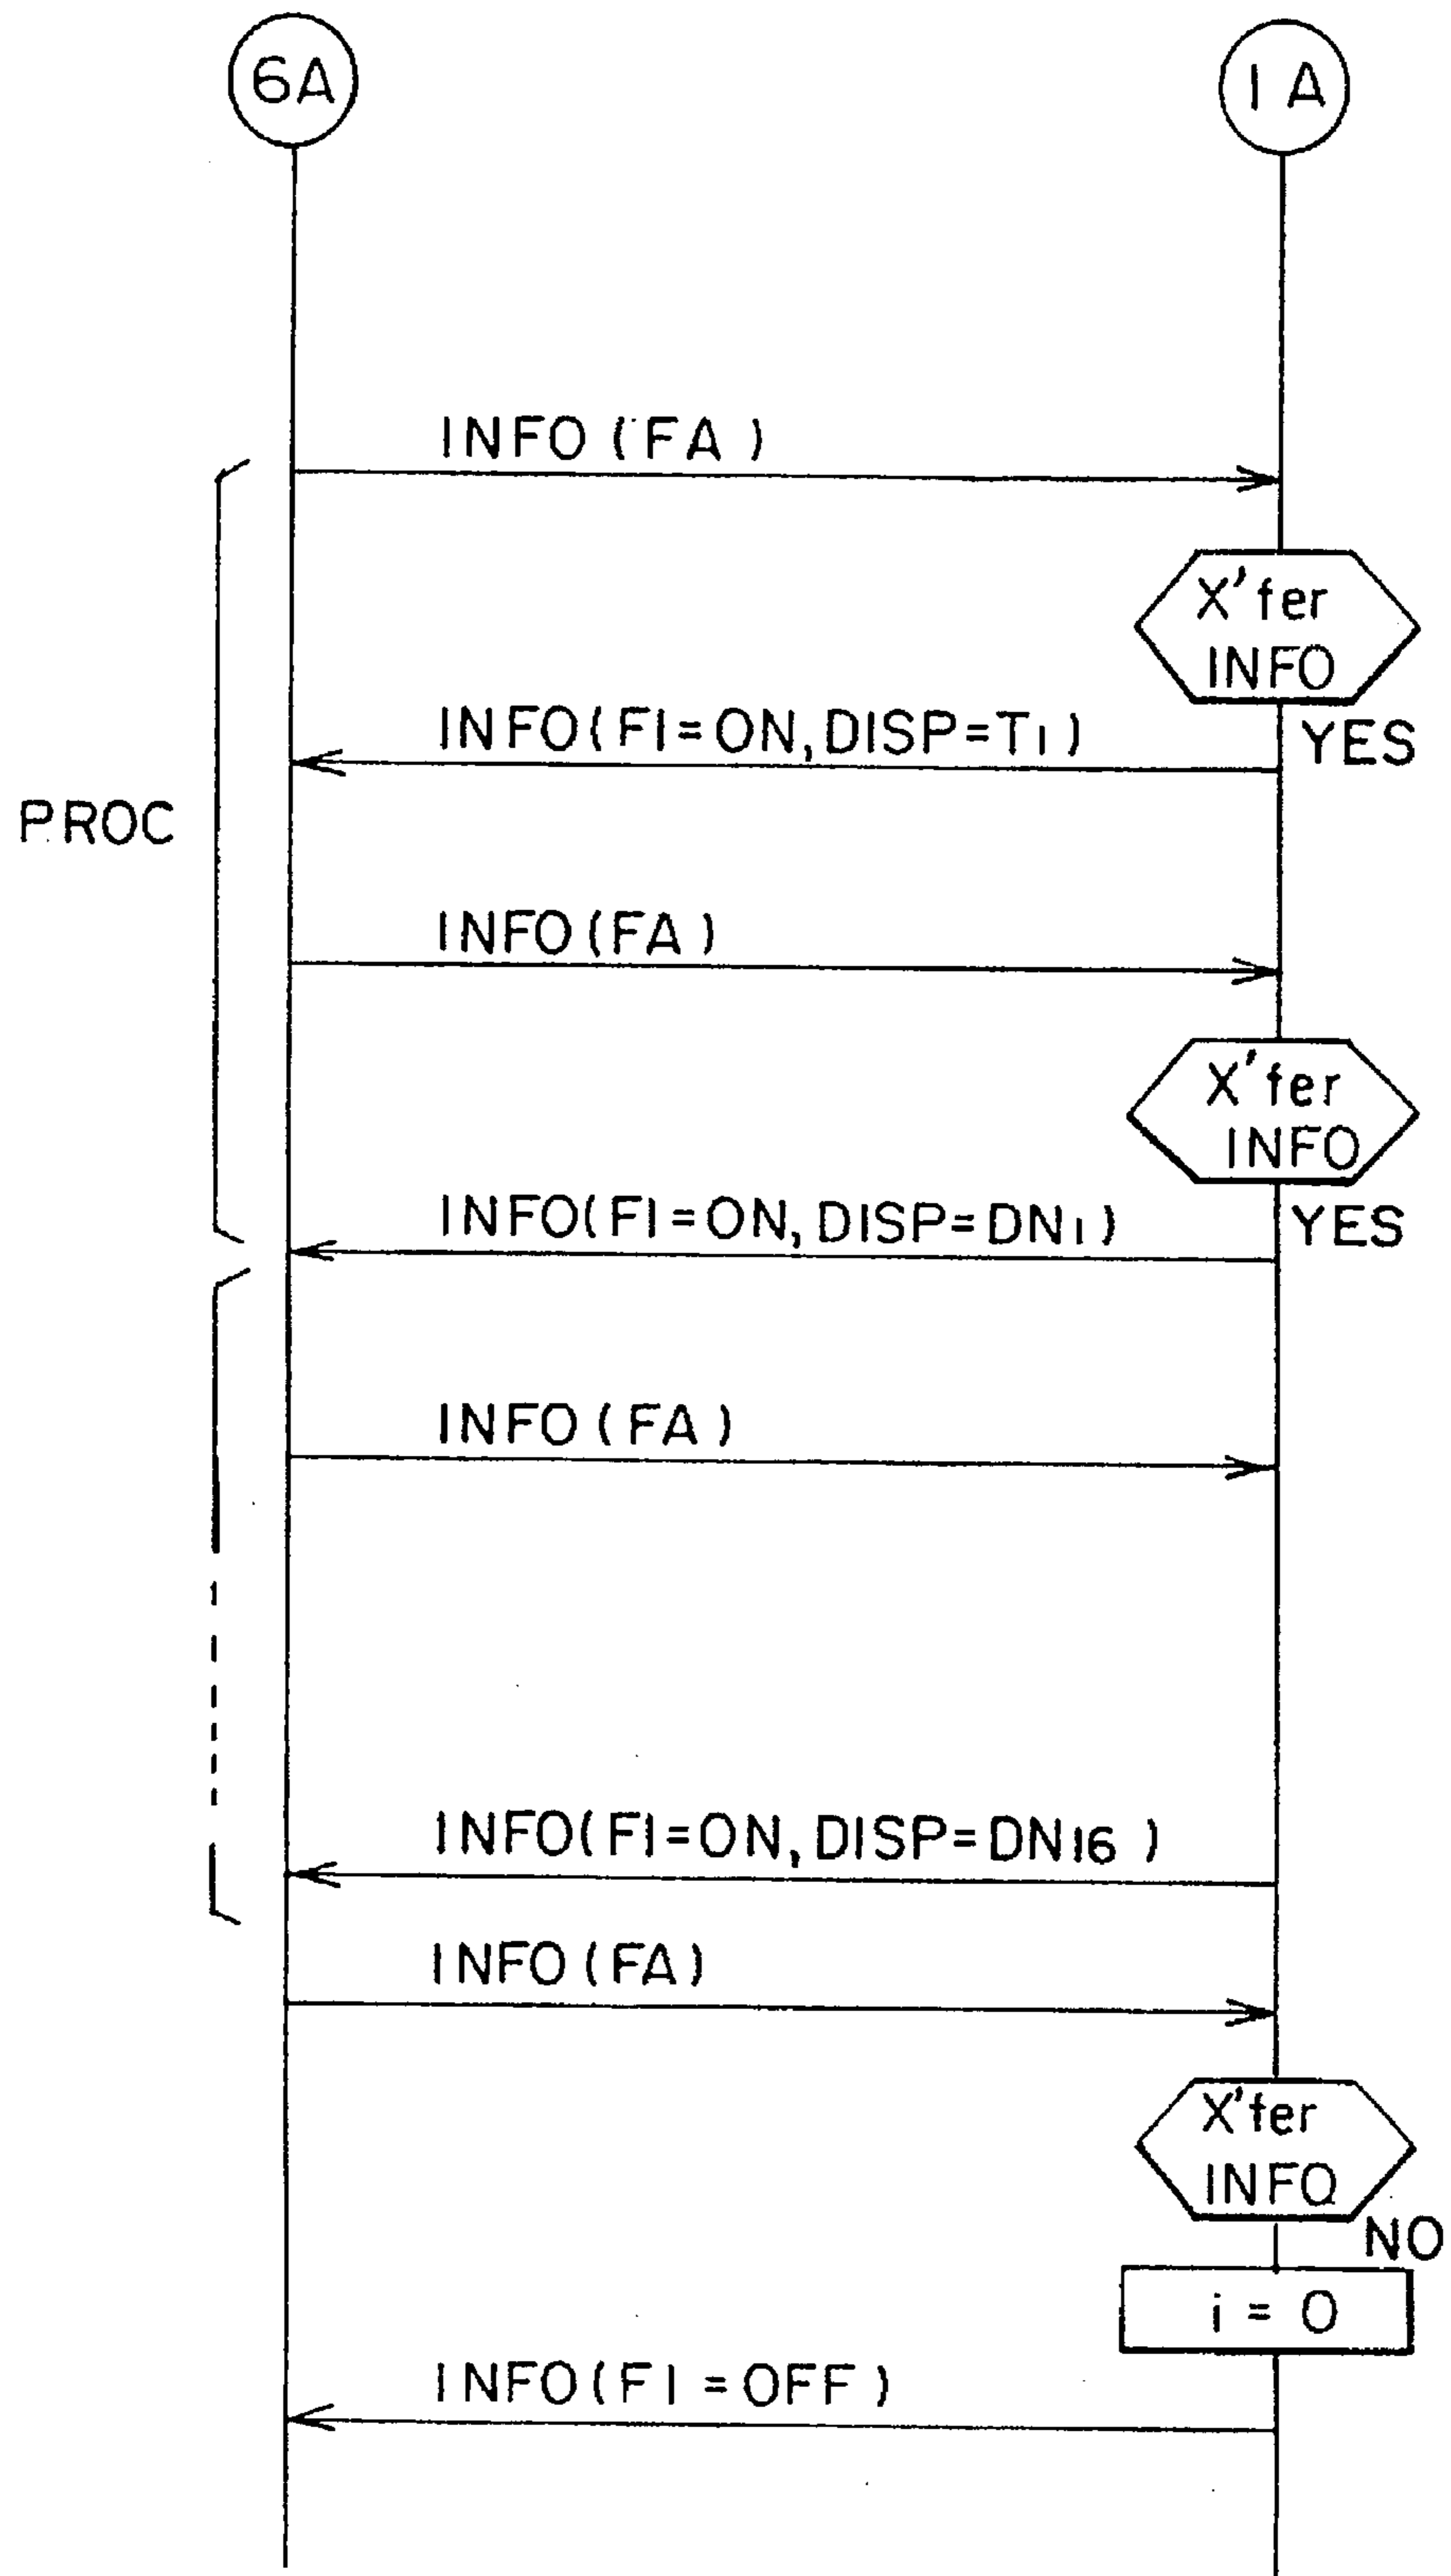 6A
1A
INFO (FA)
X'fer
INFO
INFO(FI=ON, DISP=T1)
YES
PROC
INFO(FA)
X'fer
INFO
INFO(FI=ON, DISP=DN1)
YES
INFO (FA)
INFO(FI=ON, DISP=DN16)
INFO (FA)
X'fer
INFO
NO
i = 0
INFO(FI=OFF)